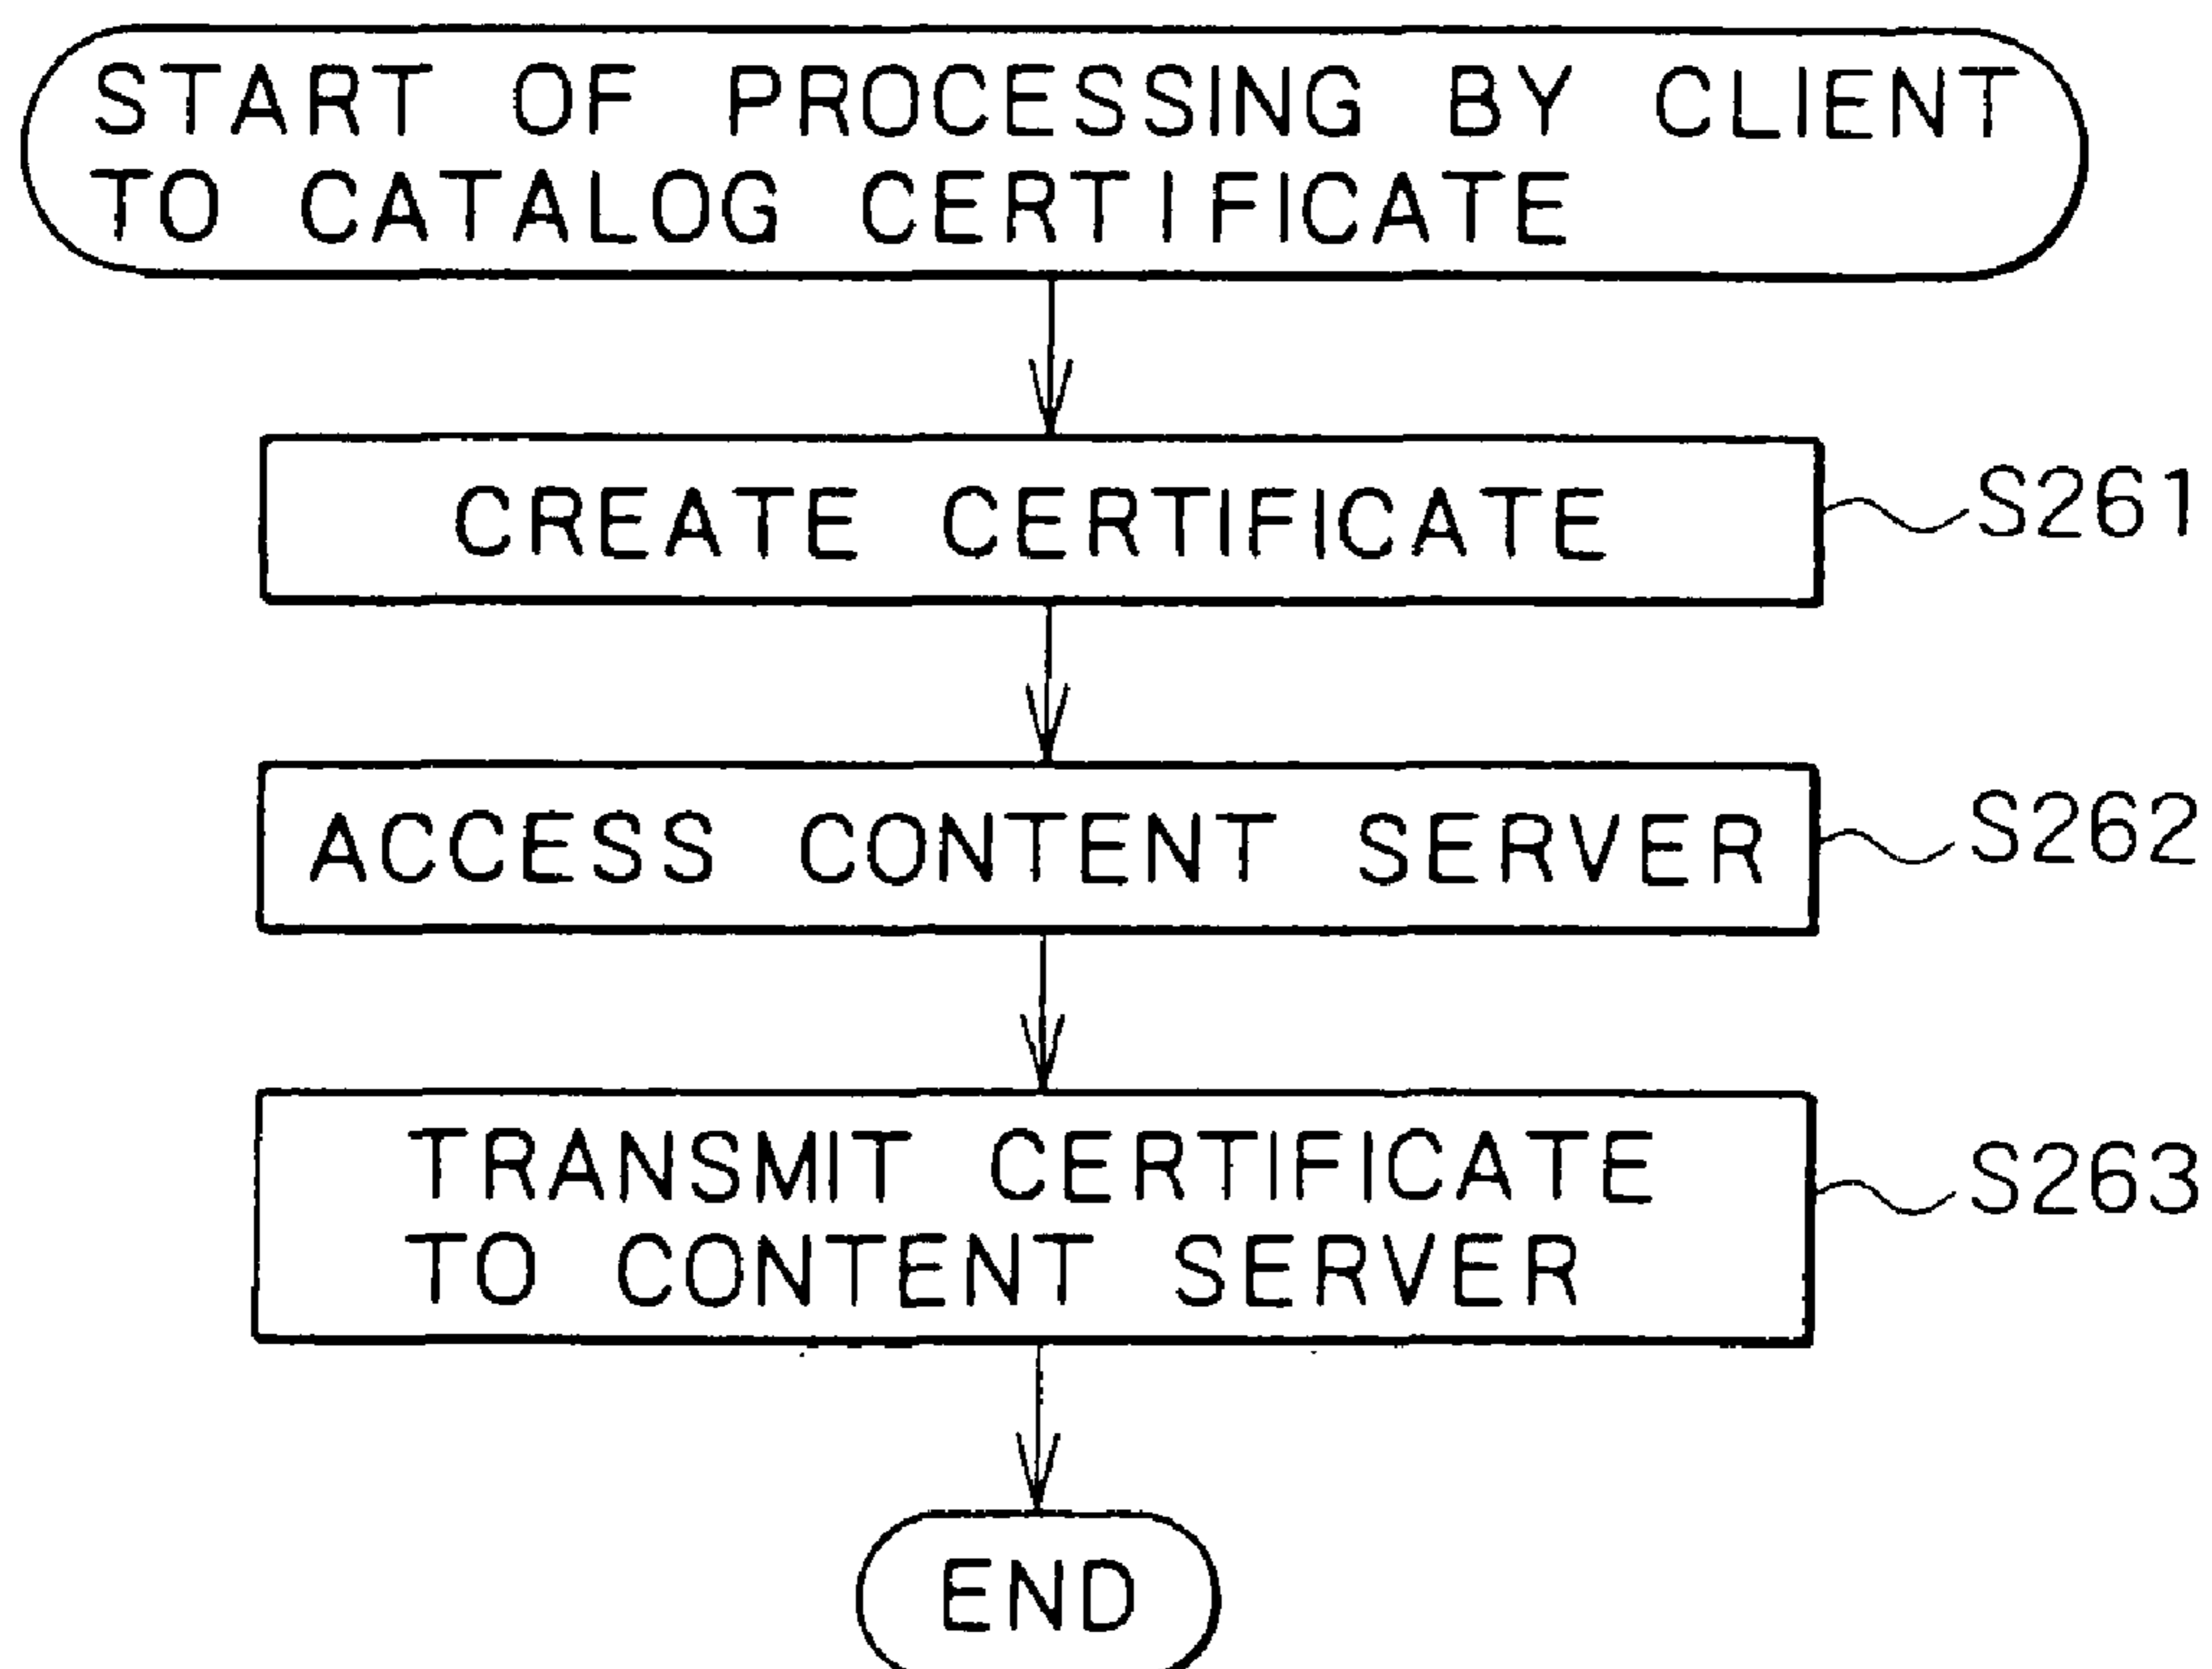 START OF PROCESSING BY CLIENT
TO CATALOG CERTIFICATE
CREATE CERTIFICATE
S261
ACCESS CONTENT SERVER
S262
TRANSMIT CERTIFICATE
TO CONTENT SERVER
S263
END